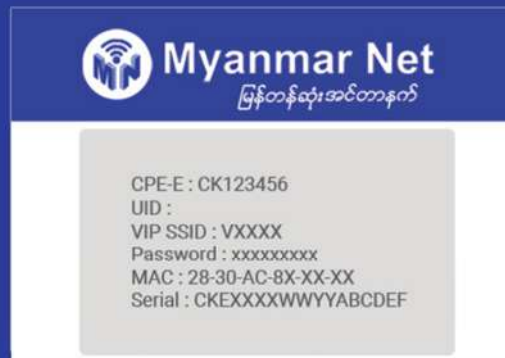 MN
Myanmar Net
မြန်တန်ဆုံးအင်တာနက်
CPE-E : CK123456
UID :
VIP SSID : VXXXX
Password : xxxxxxxxx
MAC : 28-30-AC-8X-XX-XX
Serial : CKEXXXXWWYYABCDEF